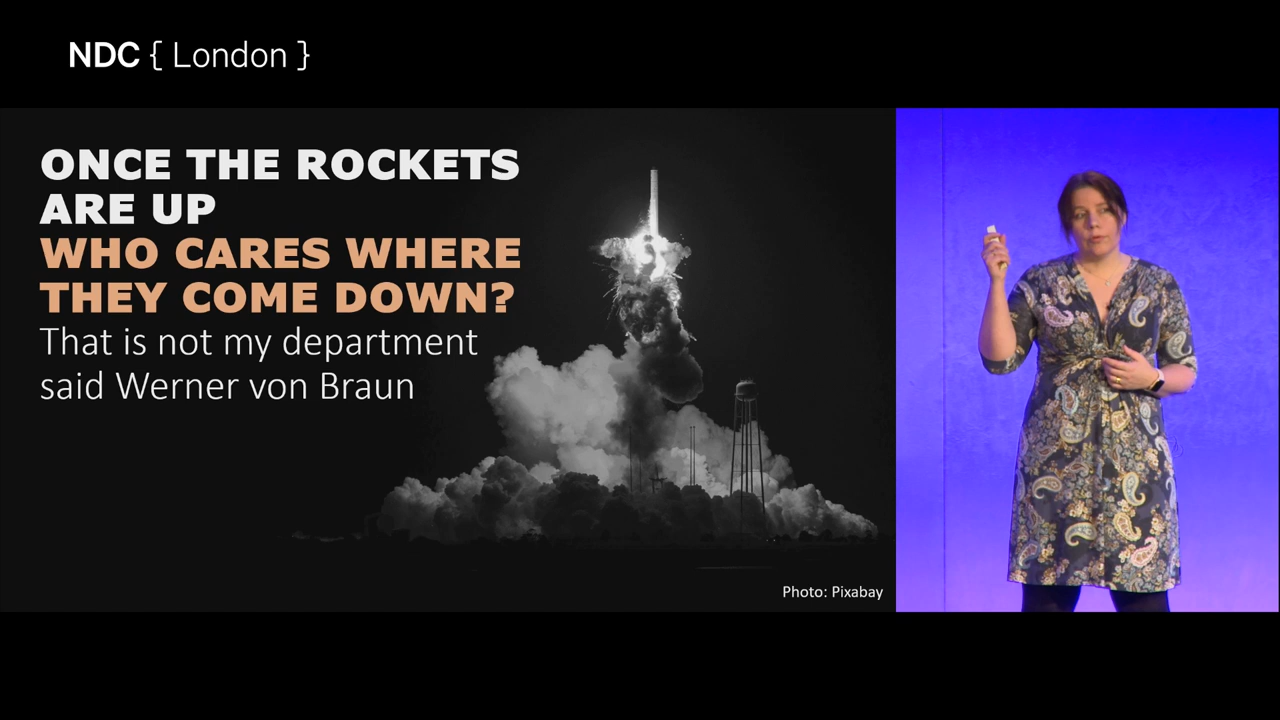 NDC { London }
ONCE THE ROCKETS
ARE UP
WHO CARES WHERE
THEY COME DOWN?
That is not my department
said Werner von Braun
Photo: Pixabay